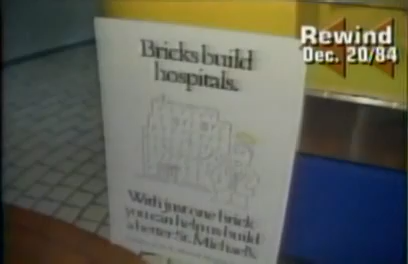 Rewind
Dec. 20/84
Bricks build
hospitals.
With just one brick
you can help us build
a better St. Michael's.